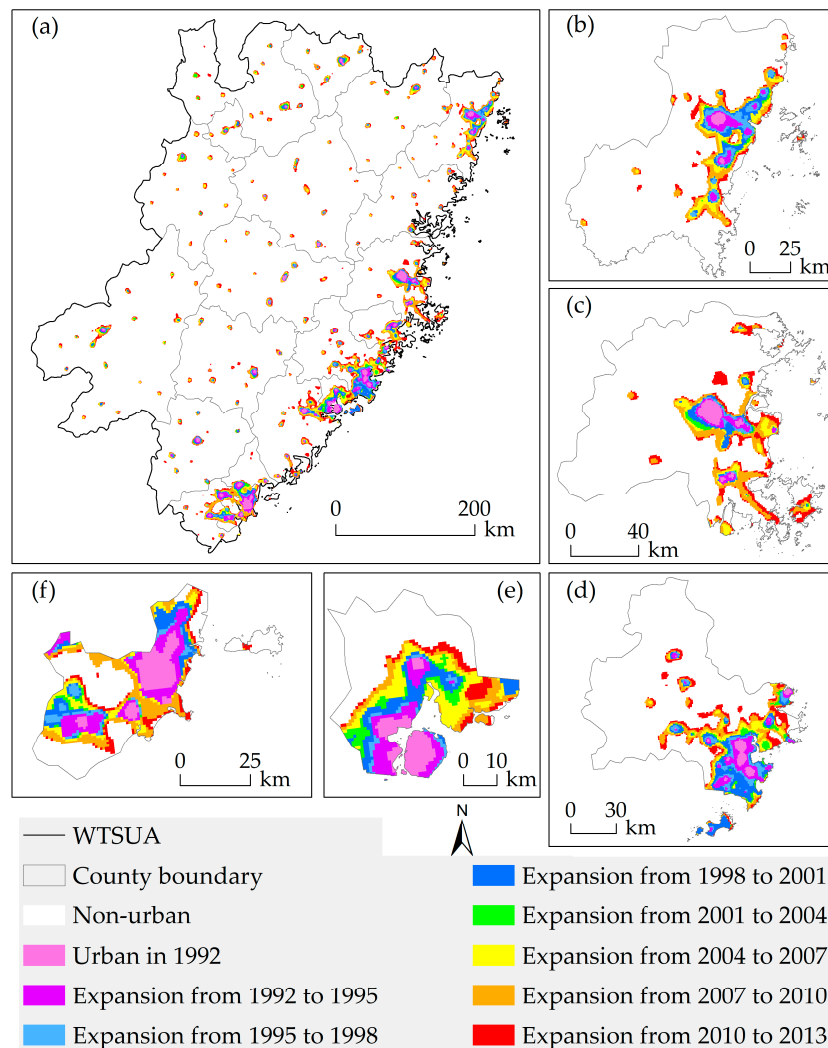 (a)
0 200
km
(b)
0 25
km
(c)
0 40
km
(f)
0 25
km
(e)
0 10
km
(d)
0 30
km
N
WTSUA
County boundary
Non-urban
Urban in 1992
Expansion from 1992 to 1995
Expansion from 1995 to 1998
Expansion from 1998 to 2001
Expansion from 2001 to 2004
Expansion from 2004 to 2007
Expansion from 2007 to 2010
Expansion from 2010 to 2013